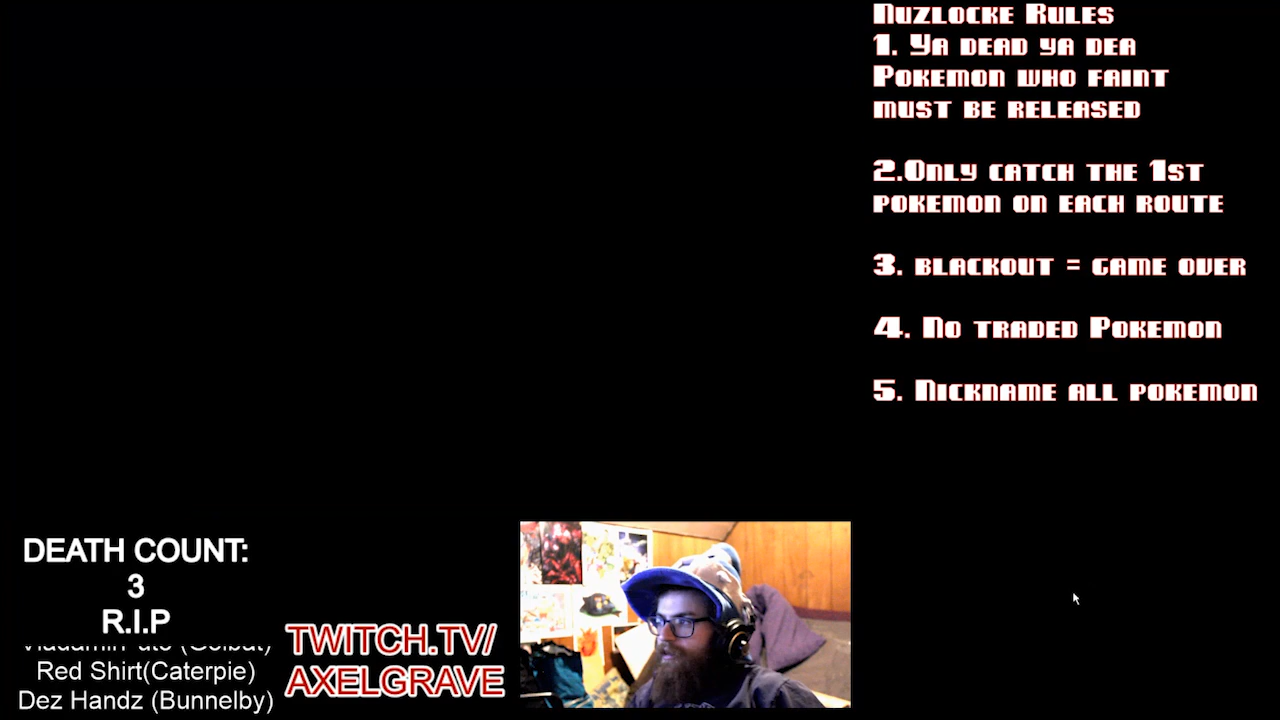 Nuzlocke Rules
1. Ya dead ya dea
Pokemon who faint
must be released
2.Only catch the 1st
pokemon on each route
3. blackout = game over
4. No traded Pokemon
5. Nickname all pokemon
DEATH COUNT:
3
R.I.P
Red Shirt(Caterpie)
Dez Handz (Bunnelby)
TWITCH.TV/
AXELGRAVE